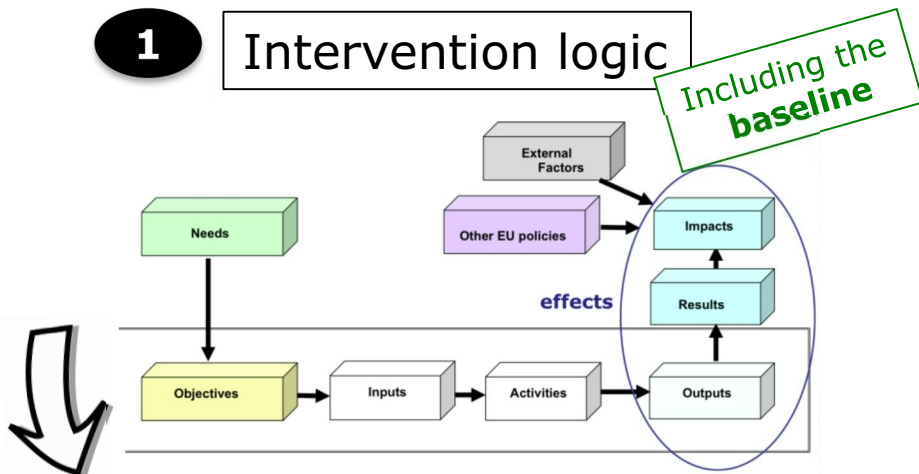 1
Intervention logic
Including the
baseline
External
Factors
Needs
Other EU policies
Impacts
effects
Results
Objectives
Inputs
Activities
Outputs